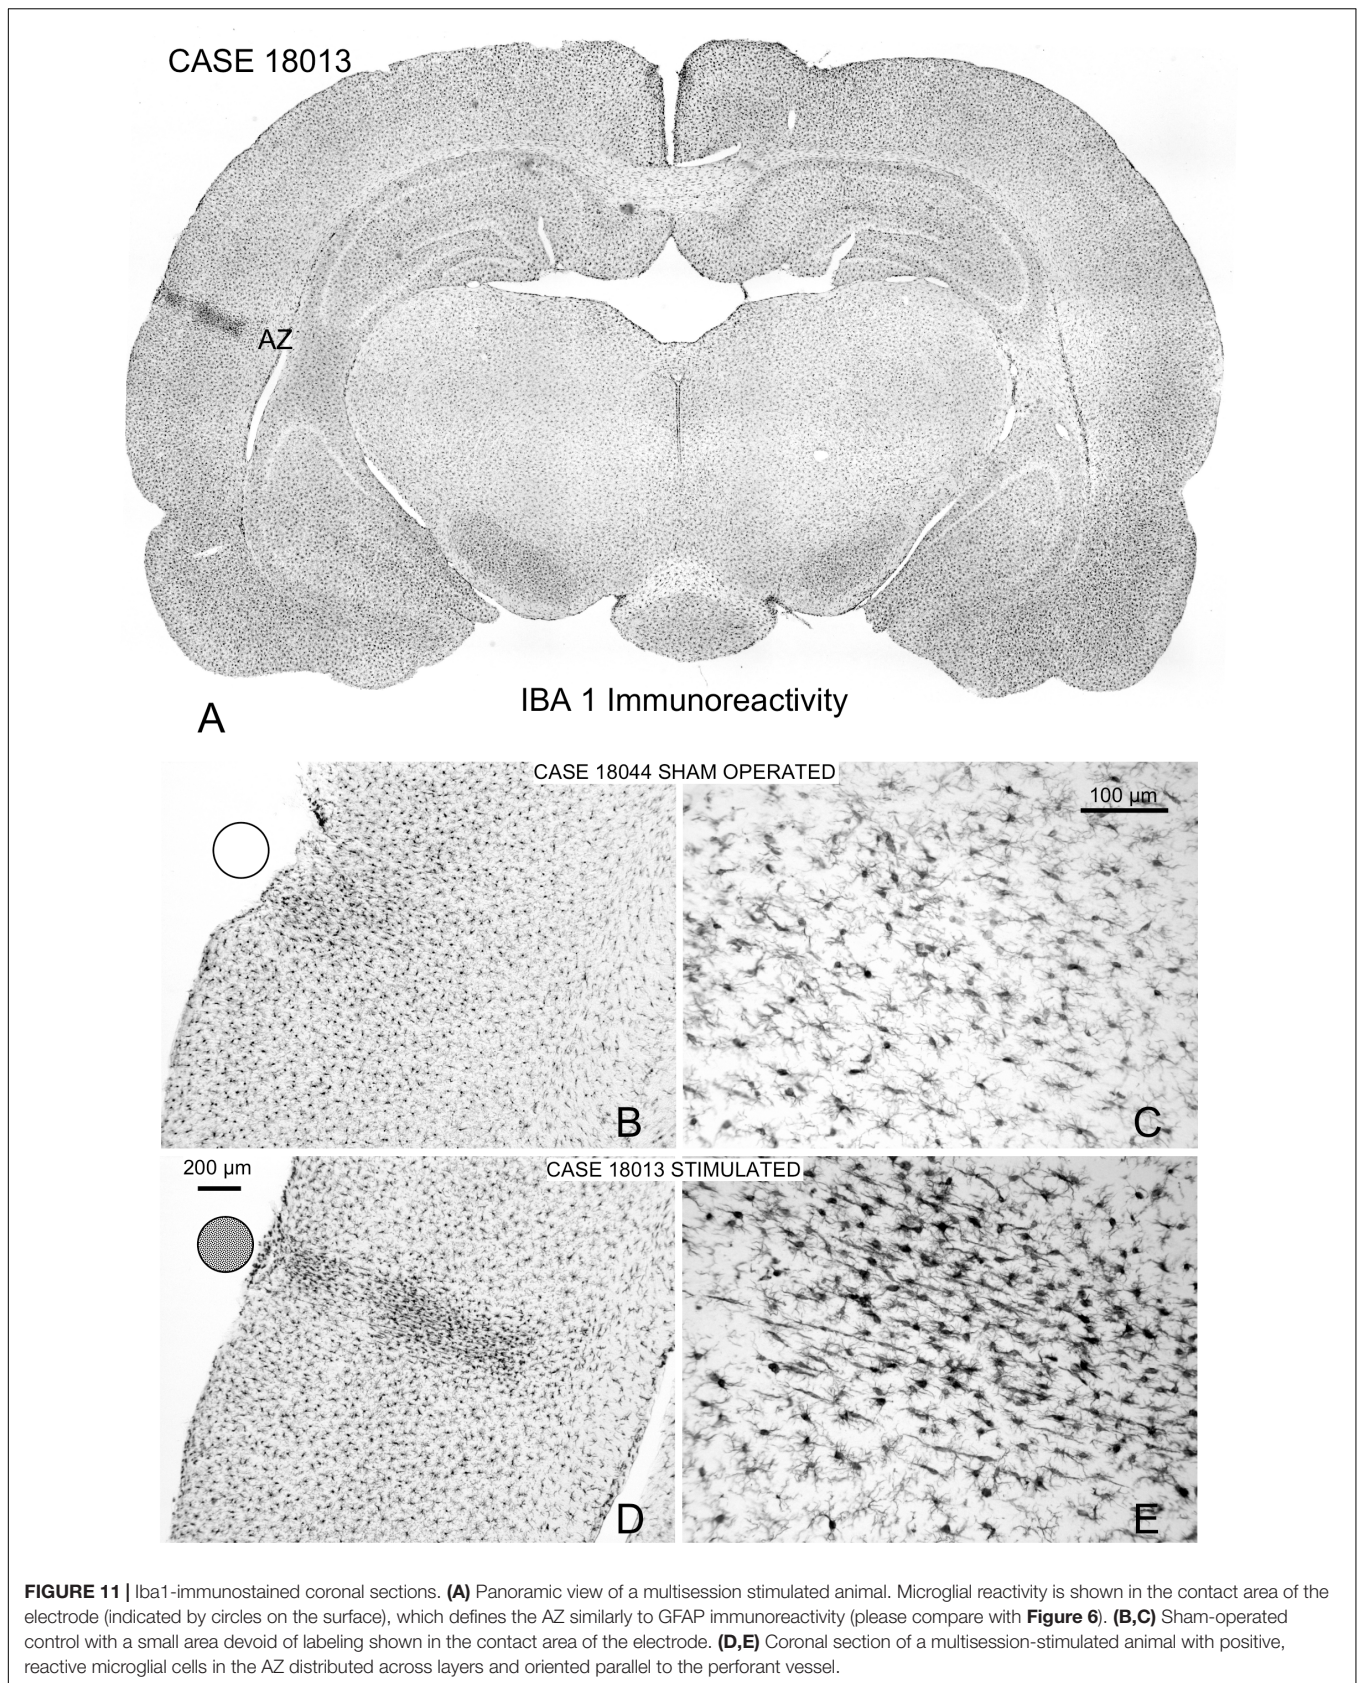 CASE 18013
AZ
IBA 1 Immunoreactivity
A
CASE 18044 SHAM OPERATED
100 µm
B
C
200 µm
CASE 18013 STIMULATED
D
E
FIGURE 11 | Iba1-immunostained coronal sections. (A) Panoramic view of a multisession stimulated animal. Microglial reactivity is shown in the contact area of the
electrode (indicated by circles on the surface), which defines the AZ similarly to GFAP immunoreactivity (please compare with Figure 6). (B,C) Sham-operated
control with a small area devoid of labeling shown in the contact area of the electrode. (D,E) Coronal section of a multisession-stimulated animal with positive,
reactive microglial cells in the AZ distributed across layers and oriented parallel to the perforant vessel.